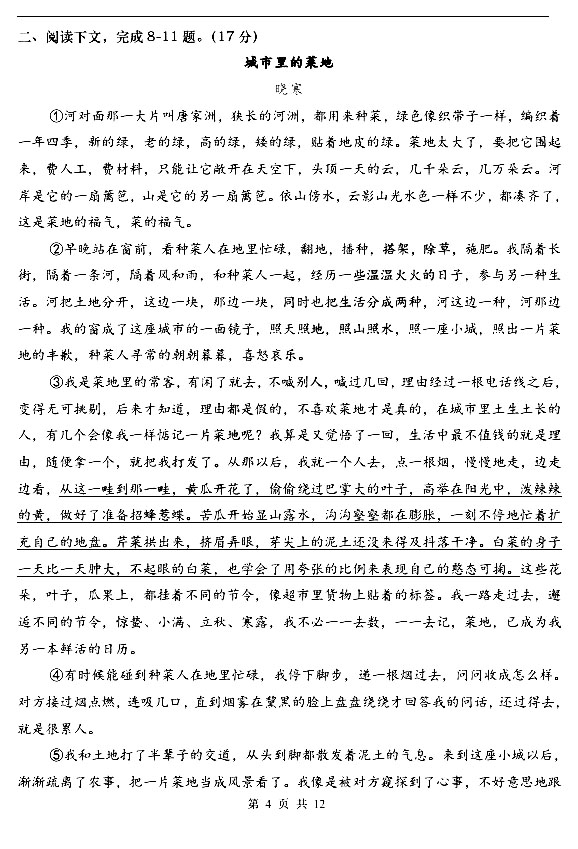 二、阅读下文，完成8-11题。（17分）
城市里的菜地
晓寒
①河对面那一大片叫唐家洲，狭长的河洲，都用来种菜，绿色像织带子一样，编织着
一年四季，新的绿，老的绿，高的绿，矮的绿，贴着地皮的绿。菜地太大了，要把它围起
来，费人工，费材料，只能让它敞开在天空下，头顶一天的云，几千朵云，几万朵云。河
岸是它的一扇篱笆，山是它的另一扇篱笆。依山傍水，云影山光水色一样不少，都凑齐了，
这是菜地的福气，菜的福气。
②早晚站在窗前，看种菜人在地里忙碌，翻地，播种，搭架，除草，施肥。我隔着长
街，隔着一条河，隔着风和雨，和种菜人一起，经历一些温温火火的日子，参与另一种生
活。河把土地分开，这边一块，那边一块，同时也把生活分成两种，河这边一种，河那边
一种。我的窗成了这座城市的一面镜子，照天照地，照山照水，照一座小城，照出一片菜
地的丰歉，种菜人寻常的朝朝暮暮，喜怒哀乐。
③我是菜地里的常客，有闲了就去，不喊别人，喊过几回，理由经过一根电话线之后，
变得无可挑剔，后来才知道，理由都是假的，不喜欢菜地才是真的，在城市里土生土长的
人，有几个会像我一样惦记一片菜地呢？我算是又觉悟了一回，生活中最不值钱的就是理
由，随便拿一个，就把我打发了。从那以后，我就一个人去，点一根烟，慢慢地走，边走
边看，从这一畦到那一畦，黄瓜开花了，偷偷绕过巴掌大的叶子，高举在阳光中，泼辣辣
的黄，做好了准备招蜂惹蝶。苦瓜开始显山露水，沟沟壑壑都在膨胀，一刻不停地忙着扩
充自己的地盘。芹菜拱出来，挤眉弄眼，芽尖上的泥土还没来得及抖落干净。白菜的身子
一天比一天肿大，不起眼的白菜，也学会了用夸张的比例来表现自己的憨态可掬。这些花
朵，叶子，瓜果上，都挂着不同的节令，像超市里货物上贴着的标签。我一路走过去，邂
逅不同的节令，惊蛰、小满、立秋、寒露，我不必一一去数，一一去记，菜地，已成为我
另一本鲜活的日历。
④有时候能碰到种菜人在地里忙碌，我停下脚步，递一根烟过去，问问收成怎么样。
对方接过烟点燃，连吸几口，直到烟雾在黧黑的脸上盘盘绕绕才回答我的问话，还过得去，
就是很累人。
⑤我和土地打了半辈子的交道，从头到脚都散发着泥土的气息。来到这座小城以后，
渐渐疏离了农事，把一片菜地当成风景看了。我像是被对方窥探到了心事，不好意思地跟
第 4 页 共 12